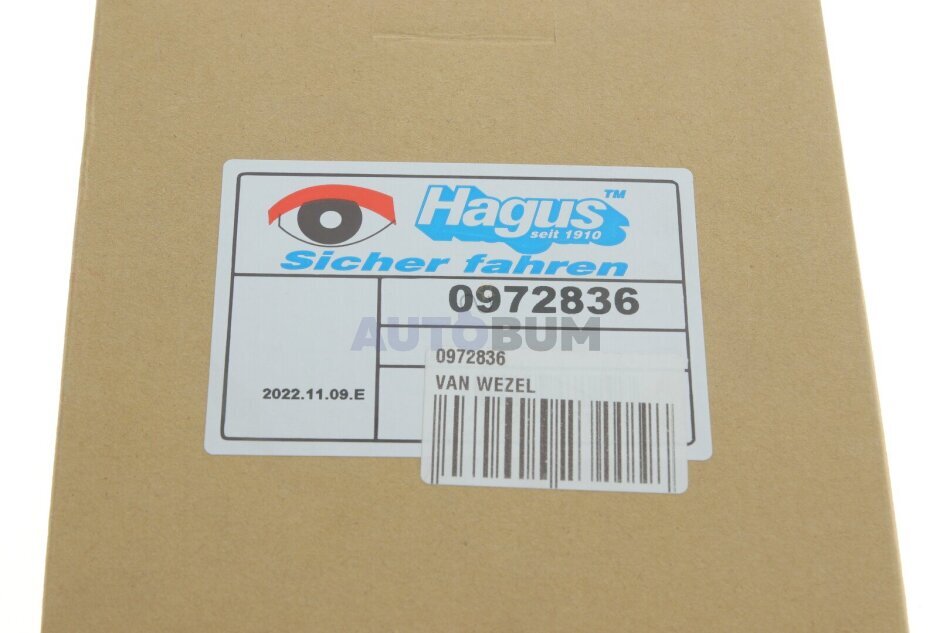 Hagus™
seit 1910
Sicher fahren
0972836
AUTOBUM
0972836
VAN WEZEL
2022.11.09.E